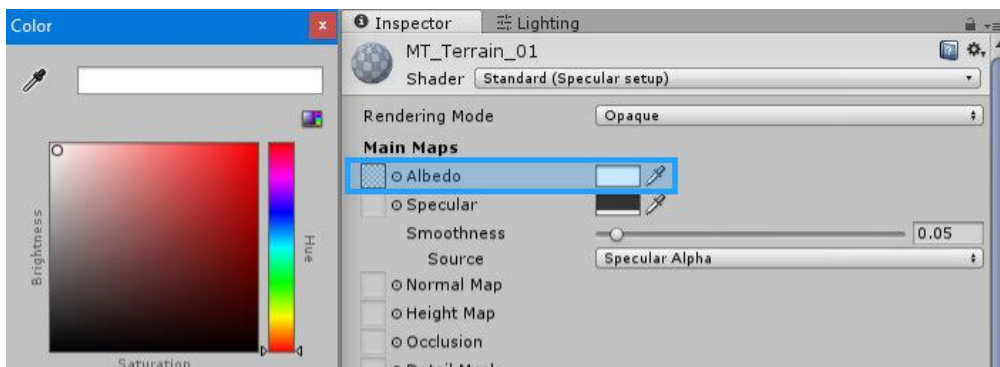 Color
x
Brightness
Hue
Saturation
Inspector
Lighting
MT_Terrain_01
Shader Standard (Specular setup)
Rendering Mode Opaque
Main Maps
Albedo
Specular
Smoothness 0.05
Source Specular Alpha
Normal Map
Height Map
Occlusion